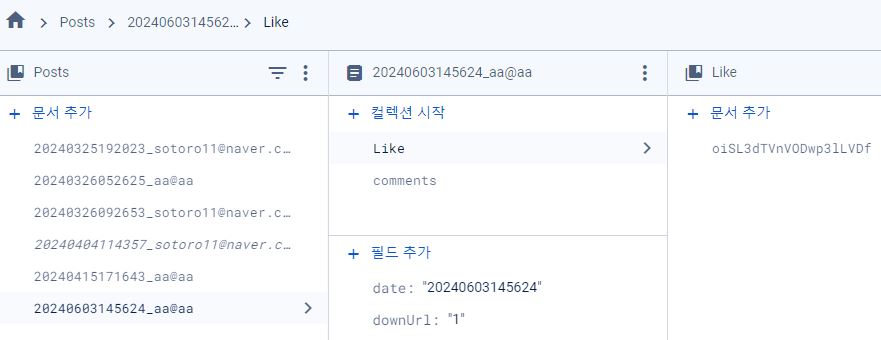 Posts 2024060314562... Like
Posts
문서 추가
20240325192023_sotoro11@naver.c...
20240326052625_aa@aa
20240326092653_sotoro11@naver.c...
20240404114357_sotoro11@naver.c...
20240415171643_aa@aa
20240603145624_aa@aa
20240603145624_aa@aa
컬렉션 시작
Like
comments
필드 추가
date: "20240603145624"
downUrl: "1"
Like
문서 추가
oiSL3dTVnVODwp3lLVDf